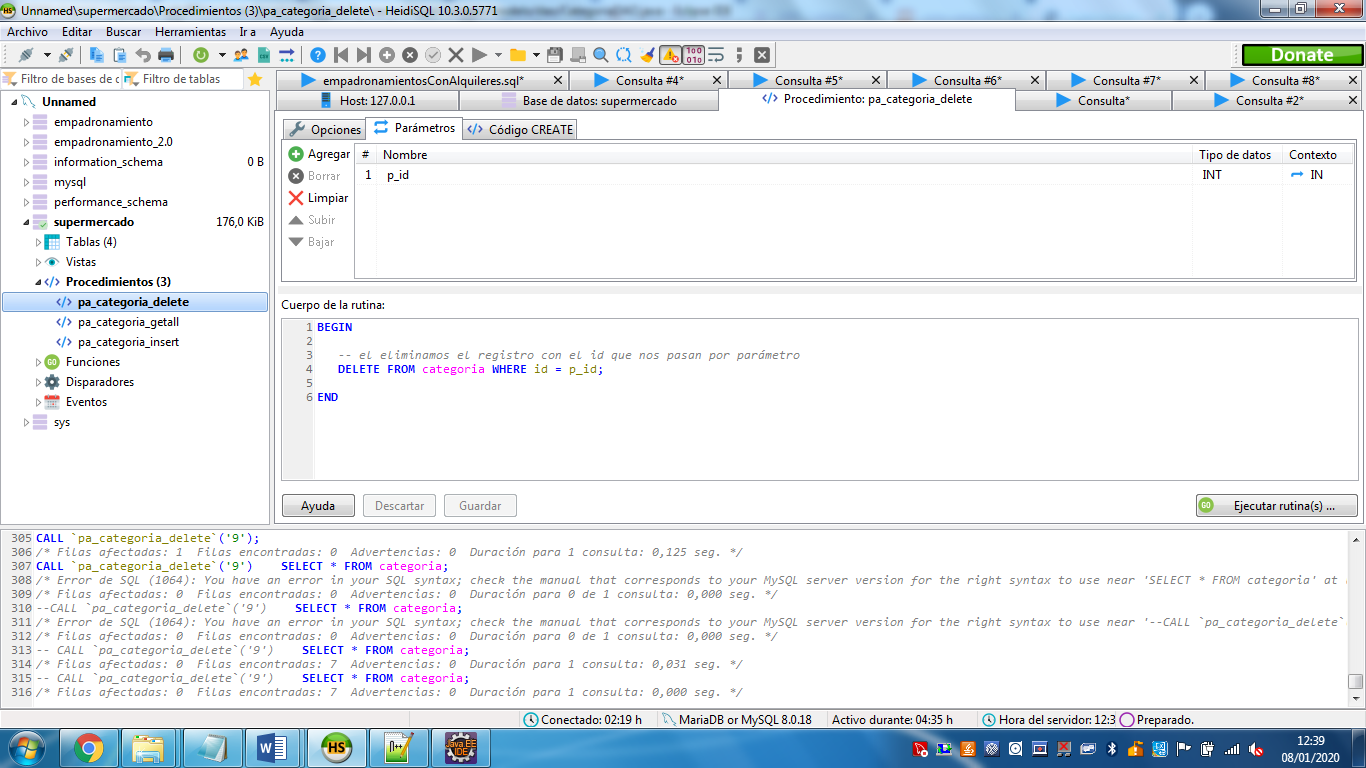 Unnamed\supermercado\Procedimientos (3)\pa_categoria_delete\ - HeidiSQL 10.3.0.5771
Archivo Editar Buscar Herramientas Ir a Ayuda
Donate
Filtro de bases de d
Filtro de tablas
empadronamientosConAlquileres.sql*
Consulta #4*
Consulta #5*
Consulta #6*
Consulta #7*
Consulta #8*
Host: 127.0.0.1
Base de datos: supermercado
Procedimiento: pa_categoria_delete
Consulta*
Consulta #2*
Unnamed
empadronamiento
empadronamiento_2.0
information_schema 0 B
mysql
performance_schema
supermercado 176,0 KiB
Tablas (4)
Vistas
Procedimientos (3)
pa_categoria_delete
pa_categoria_getall
pa_categoria_insert
Funciones
Disparadores
Eventos
sys
Opciones
Parámetros
Código CREATE
Agregar
Borrar
Limpiar
Subir
Bajar
# Nombre Tipo de datos Contexto
1 p_id INT IN
Cuerpo de la rutina:
1 BEGIN
2
3 -- el eliminamos el registro con el id que nos pasan por parámetro
4 DELETE FROM categoria WHERE id = p_id;
5
6 END
Ayuda
Descartar
Guardar
Ejecutar rutina(s) ...
305 CALL `pa_categoria_delete`('9');
306 /* Filas afectadas: 1 Filas encontradas: 0 Advertencias: 0 Duración para 1 consulta: 0,125 seg. */
307 CALL `pa_categoria_delete`('9') SELECT * FROM categoria;
308 /* Error de SQL (1064): You have an error in your SQL syntax; check the manual that corresponds to your MySQL server version for the right syntax to use near 'SELECT * FROM categoria' at
309 /* Filas afectadas: 0 Filas encontradas: 0 Advertencias: 0 Duración para 0 de 1 consulta: 0,000 seg. */
310 --CALL `pa_categoria_delete`('9') SELECT * FROM categoria;
311 /* Error de SQL (1064): You have an error in your SQL syntax; check the manual that corresponds to your MySQL server version for the right syntax to use near '--CALL `pa_categoria_delete`
312 /* Filas afectadas: 0 Filas encontradas: 0 Advertencias: 0 Duración para 0 de 1 consulta: 0,000 seg. */
313 -- CALL `pa_categoria_delete`('9') SELECT * FROM categoria;
314 /* Filas afectadas: 0 Filas encontradas: 7 Advertencias: 0 Duración para 1 consulta: 0,031 seg. */
315 -- CALL `pa_categoria_delete`('9') SELECT * FROM categoria;
316 /* Filas afectadas: 0 Filas encontradas: 7 Advertencias: 0 Duración para 1 consulta: 0,000 seg. */
Conectado: 02:19 h
MariaDB or MySQL 8.0.18
Activo durante: 04:35 h
Hora del servidor: 12:3
Preparado.
12:39
08/01/2020